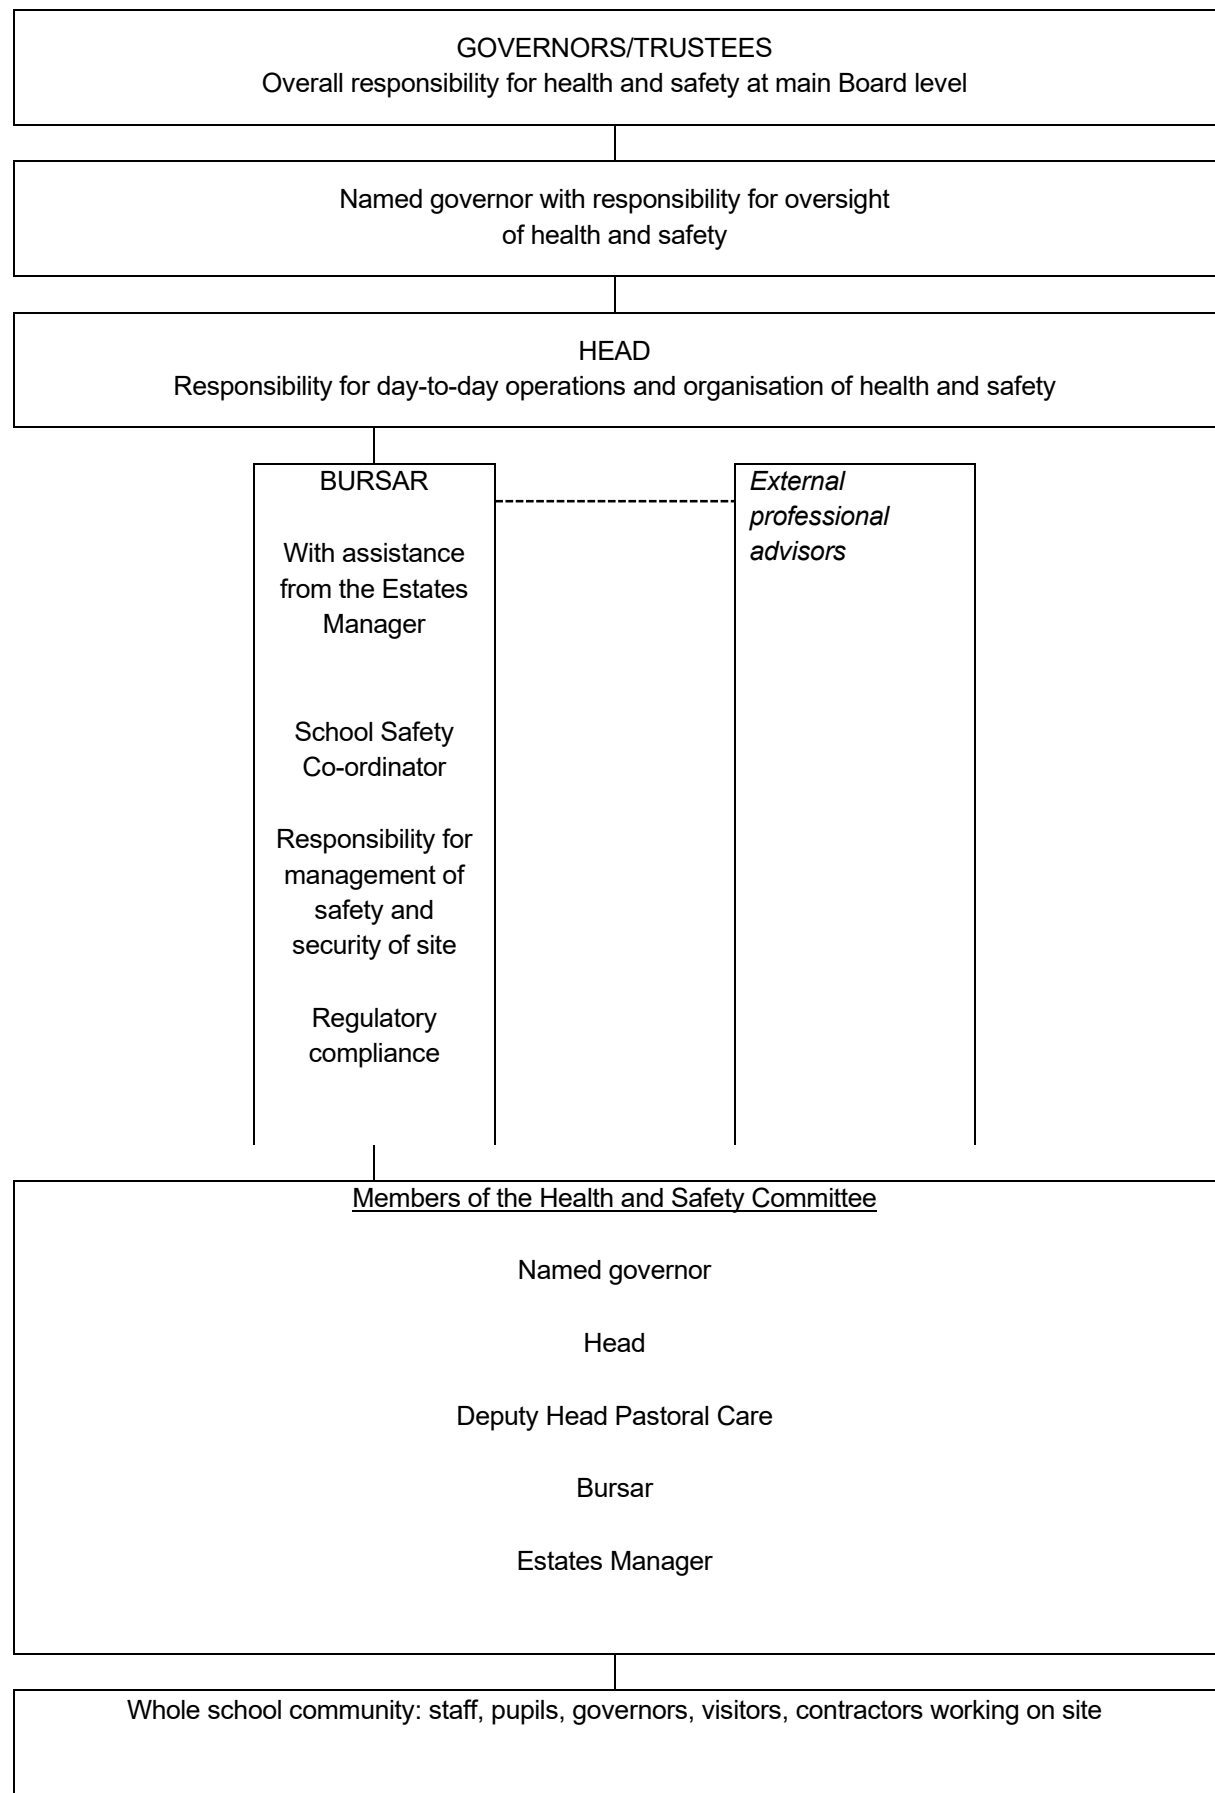 GOVERNORS/TRUSTEES
Overall responsibility for health and safety at main Board level
Named governor with responsibility for oversight
of health and safety
HEAD
Responsibility for day-to-day operations and organisation of health and safety
BURSAR
With assistance
from the Estates
Manager
School Safety
Co-ordinator
Responsibility for
management of
safety and
security of site
Regulatory
compliance
External
professional
advisors
Members of the Health and Safety Committee
Named governor
Head
Deputy Head Pastoral Care
Bursar
Estates Manager
Whole school community: staff, pupils, governors, visitors, contractors working on site